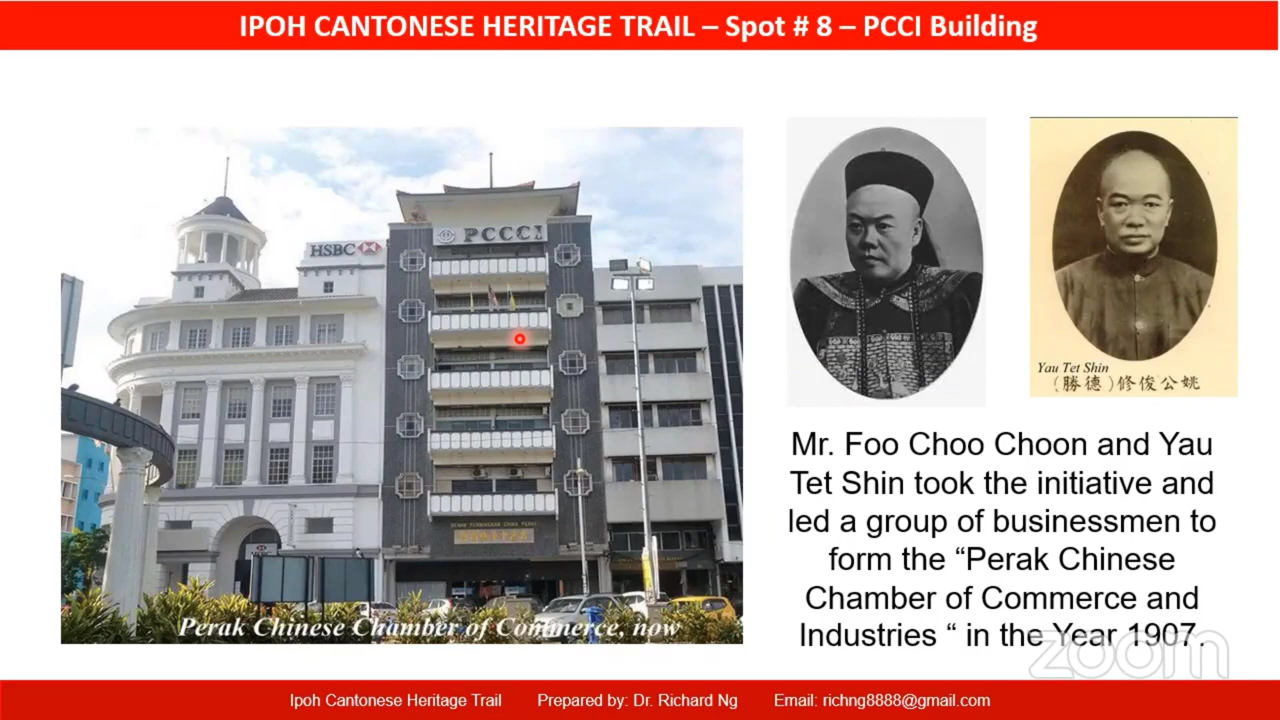 IPOH CANTONESE HERITAGE TRAIL – Spot # 8 – PCCI Building
HSBC
PCCCI
Perak Chinese Chamber of Commerce, now
Yau Tet Shin
(勝德)修俊公姚
Mr. Foo Choo Choon and Yau
Tet Shin took the initiative and
led a group of businessmen to
form the “Perak Chinese
Chamber of Commerce and
Industries “ in the Year 1907.
zoom
Ipoh Cantonese Heritage Trail Prepared by: Dr. Richard Ng Email: richng8888@gmail.com